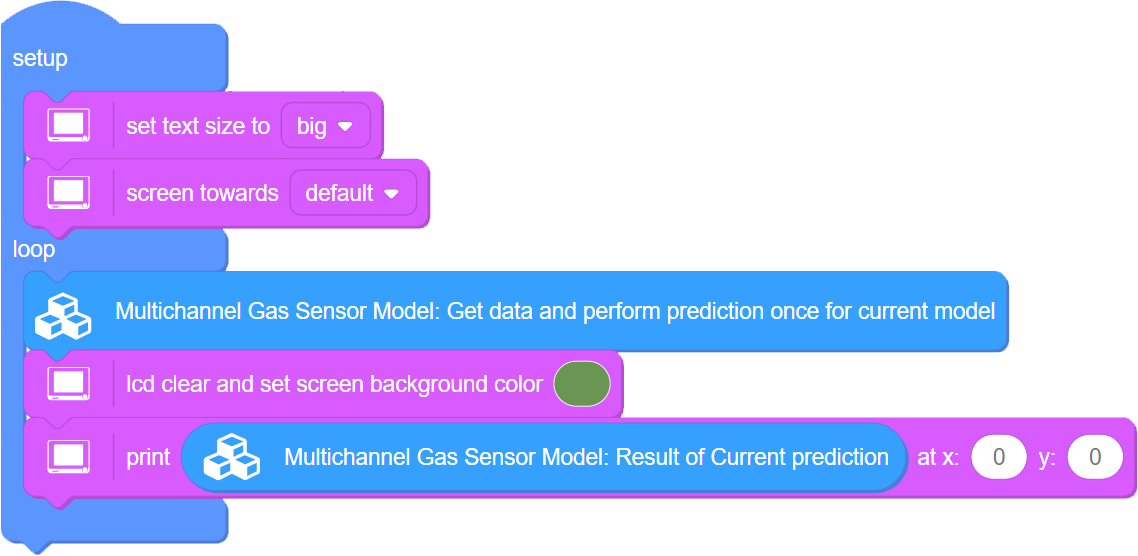 setup
set text size to big
screen towards default
loop
Multichannel Gas Sensor Model: Get data and perform prediction once for current model
lcd clear and set screen background color
print Multichannel Gas Sensor Model: Result of Current prediction at x: 0 y: 0